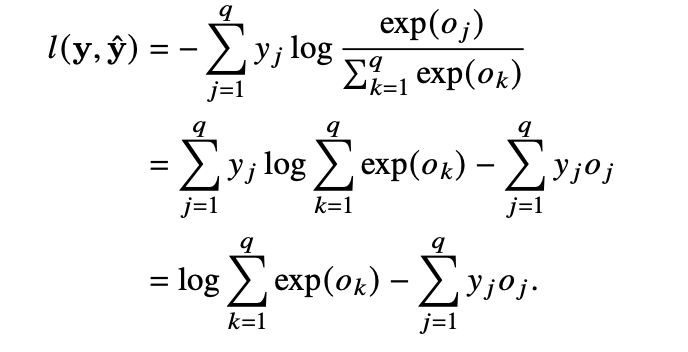 l(𝐲, ŷ) = − ∑_{j=1}^{q} y_j log \frac{exp(o_j)}{∑_{k=1}^{q} exp(o_k)}
= ∑_{j=1}^{q} y_j log ∑_{k=1}^{q} exp(o_k) − ∑_{j=1}^{q} y_j o_j
= log ∑_{k=1}^{q} exp(o_k) − ∑_{j=1}^{q} y_j o_j.